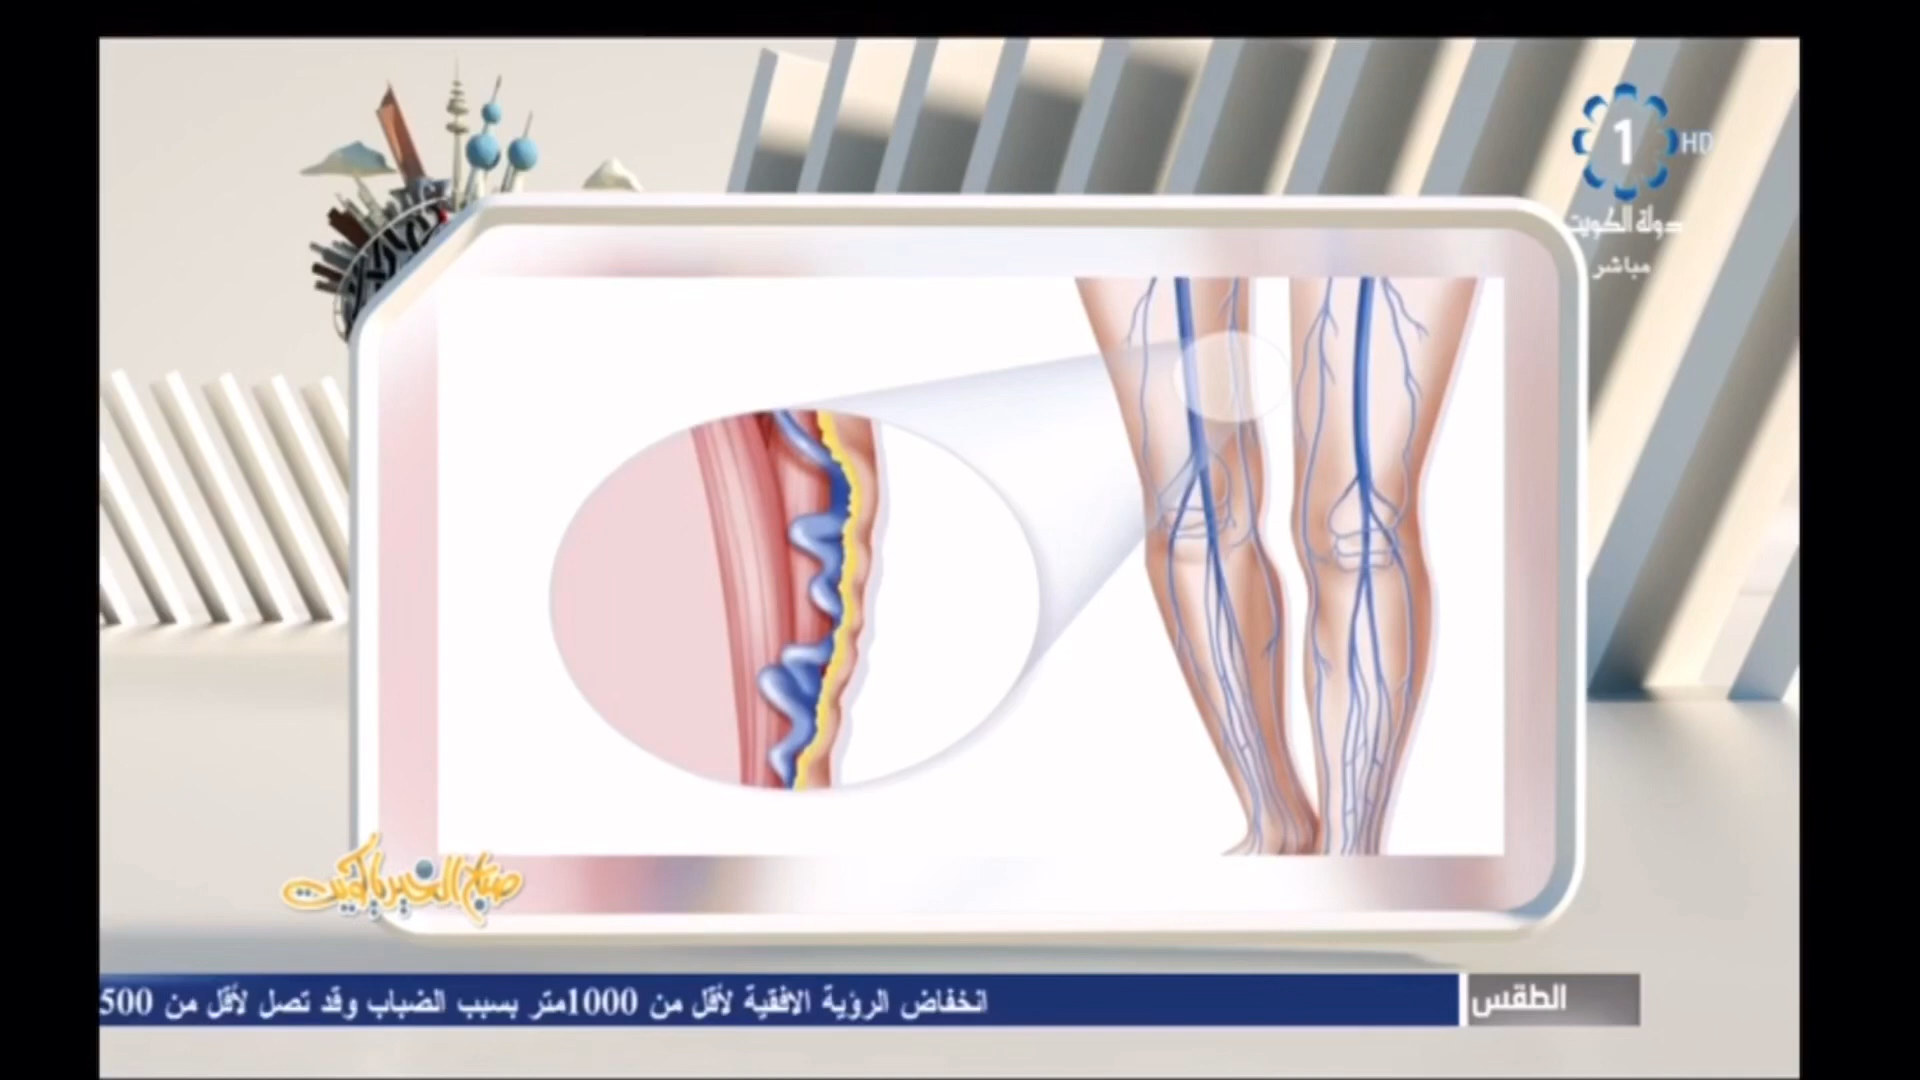 1 HD
دولة الكويت
مباشر
صباح الخير يا كويت
الطقس
انخفاض الرؤية الافقية لأقل من 1000متر بسبب الضباب وقد تصل لأقل من 500